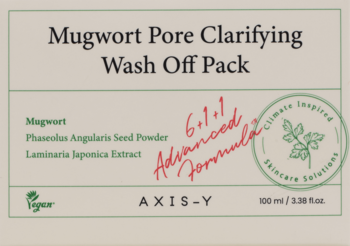 Mugwort Pore Clarifying
Wash Off Pack
Mugwort
Phaseolus Angularis Seed Powder
Laminaria Japonica Extract
6+1+1
Advanced
Formula
Climate Inspired
Skincare Solutions
Vegan
AXIS-Y
100 ml / 3.38 fl.oz.